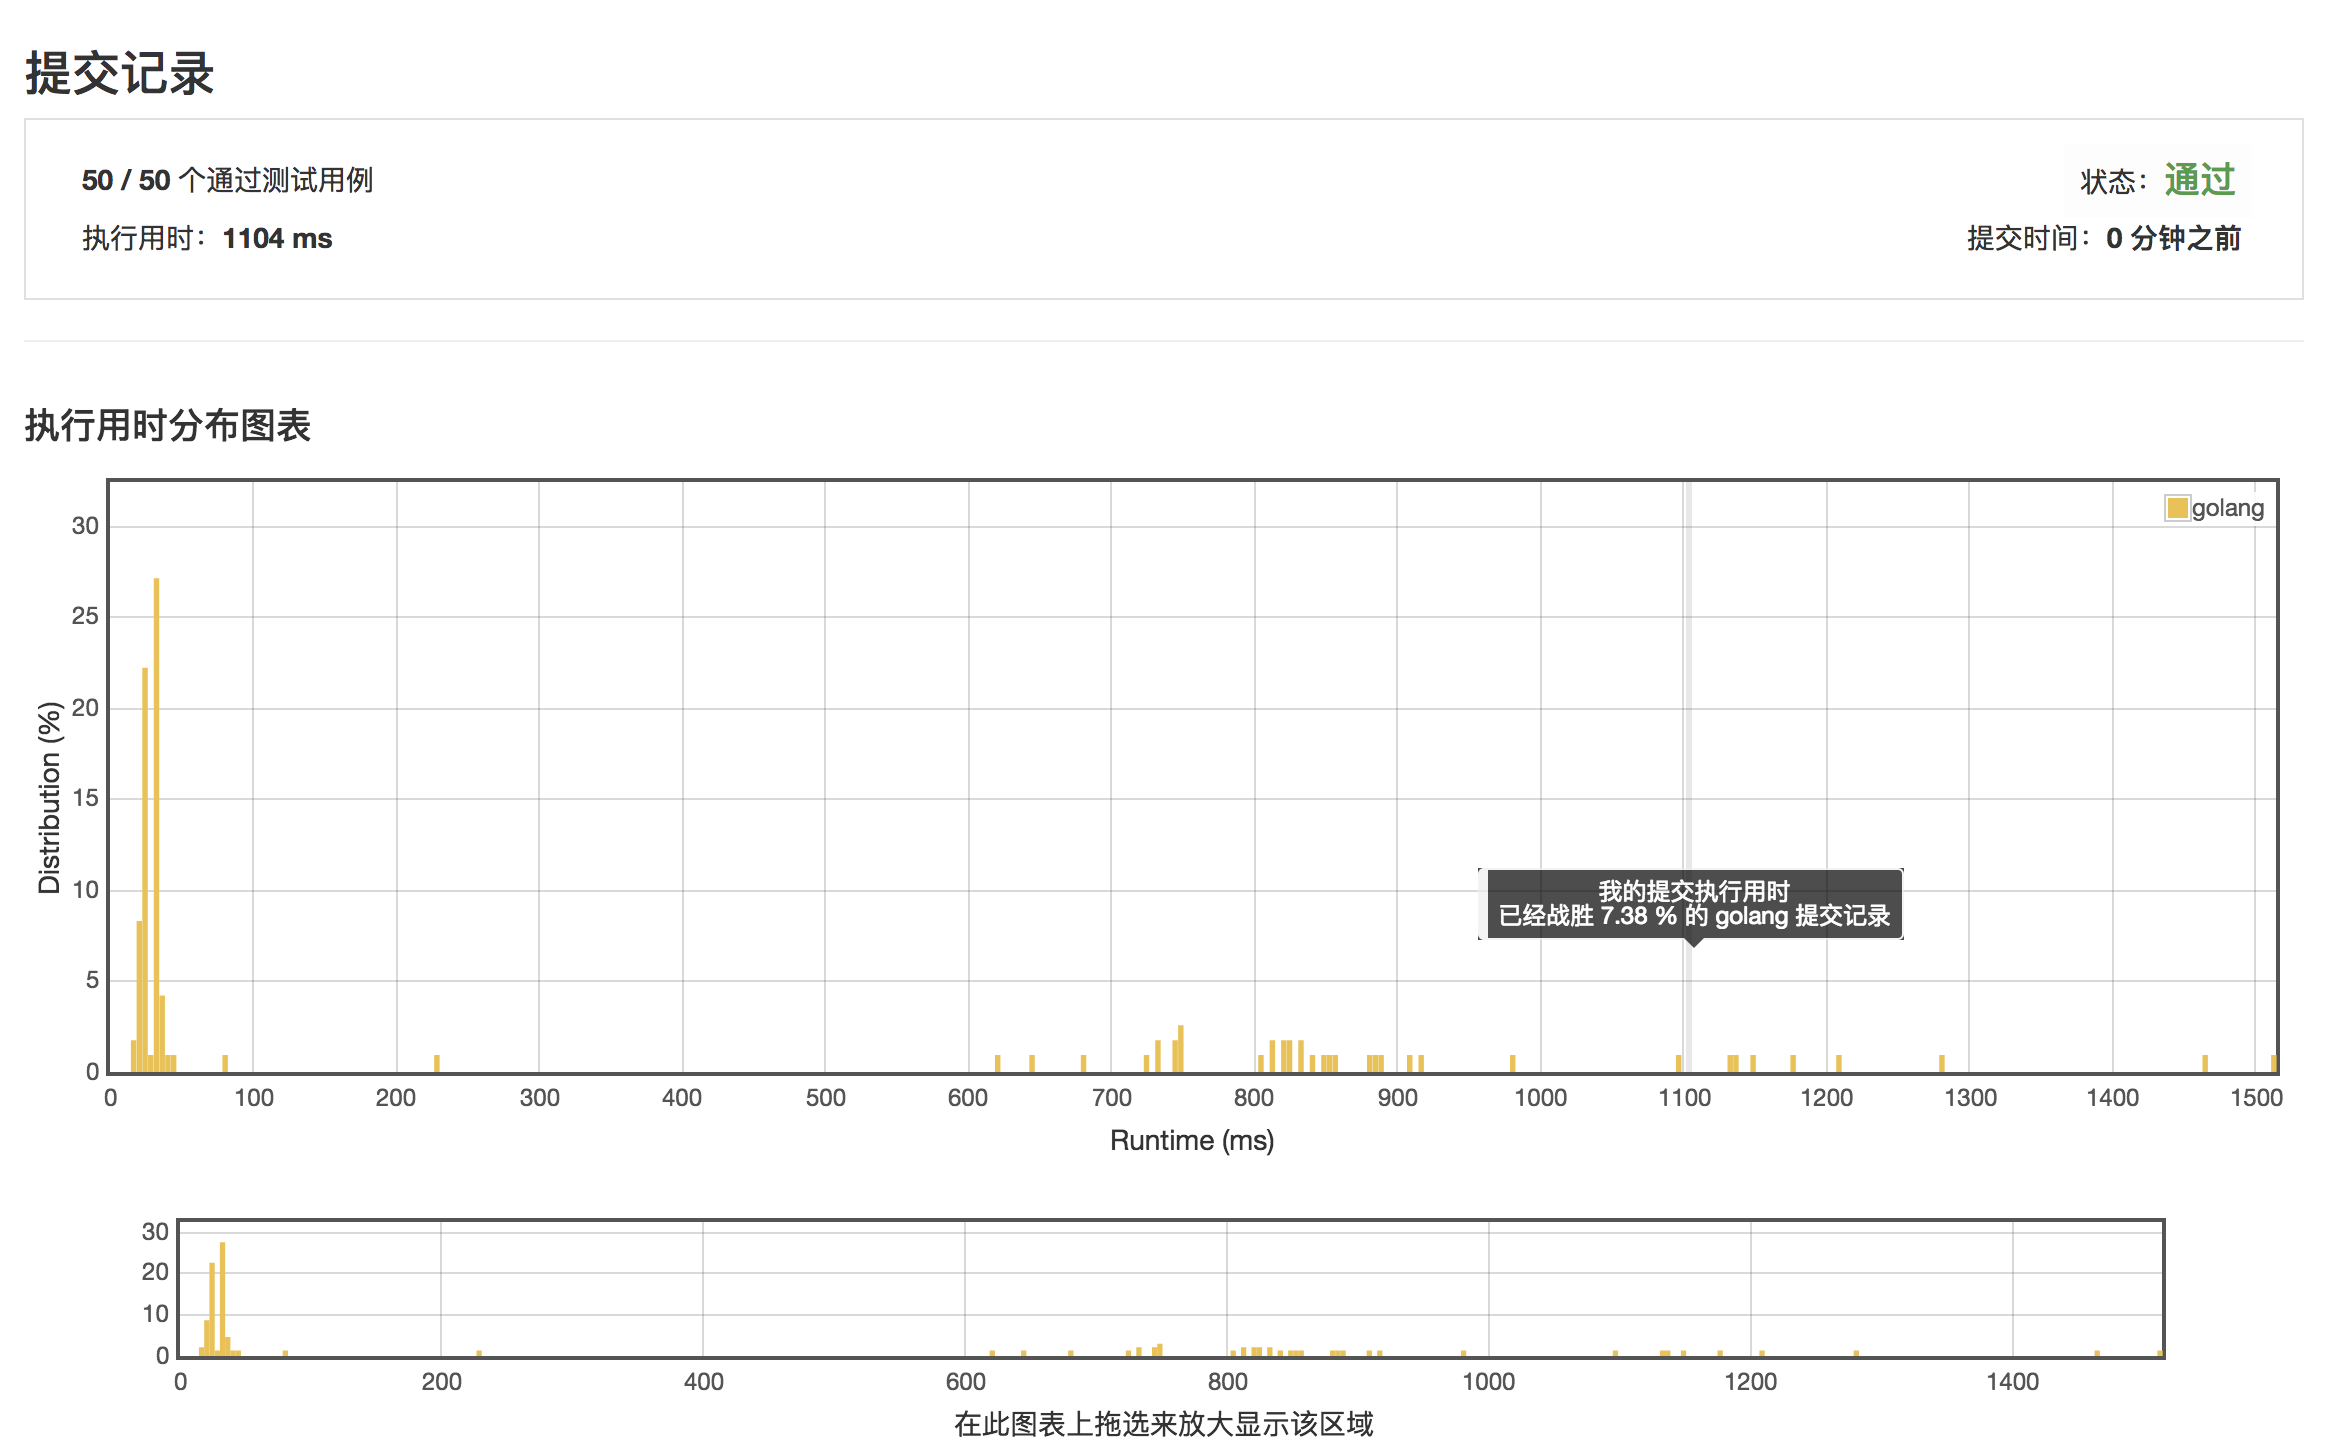 提交记录
50 / 50 个通过测试用例
状态：通过
执行用时：1104 ms
提交时间：0 分钟之前
执行用时分布图表
golang
30
25
20
15
10
5
0
Distribution (%)
我的提交执行用时
已经战胜 7.38 % 的 golang 提交记录
0 100 200 300 400 500 600 700 800 900 1000 1100 1200 1300 1400 1500
Runtime (ms)
30
20
10
0
0 200 400 600 800 1000 1200 1400
在此图表上拖选来放大显示该区域